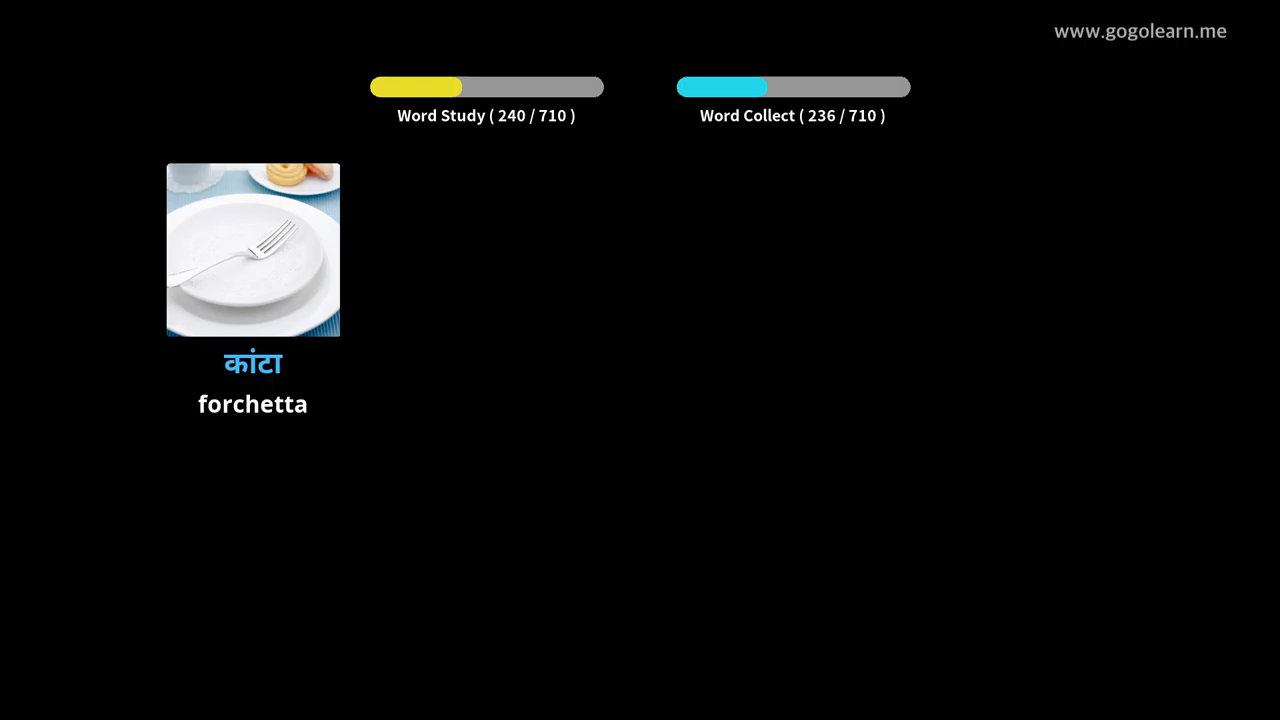 www.gogolearn.me
Word Study ( 240 / 710 )
Word Collect ( 236 / 710 )
कांटा
forchetta